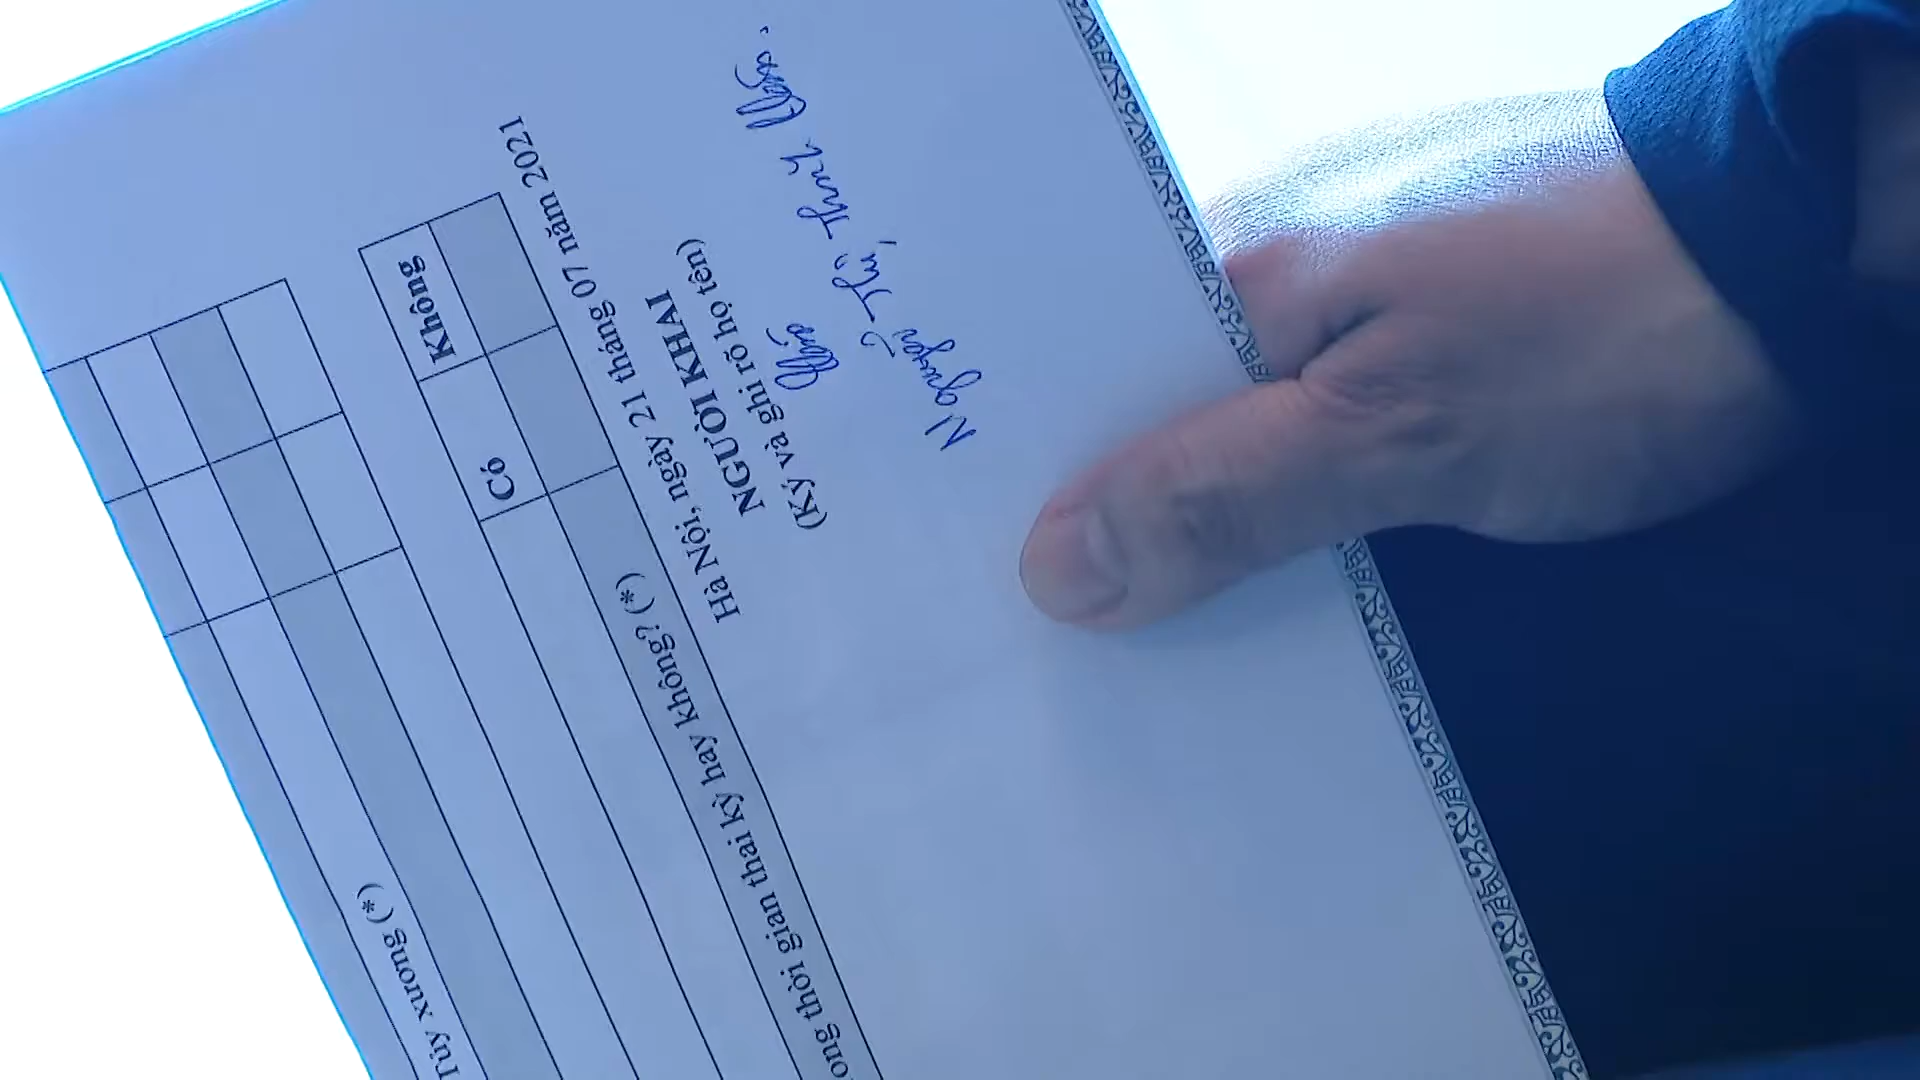 Tủy xương (*)
Có Không
ong thời gian thai kỳ hay không? (*)
Hà Nội, ngày 21 tháng 07 năm 2021
NGƯỜI KHAI
(Ký và ghi rõ họ tên)
Nguyễn Thị Thanh